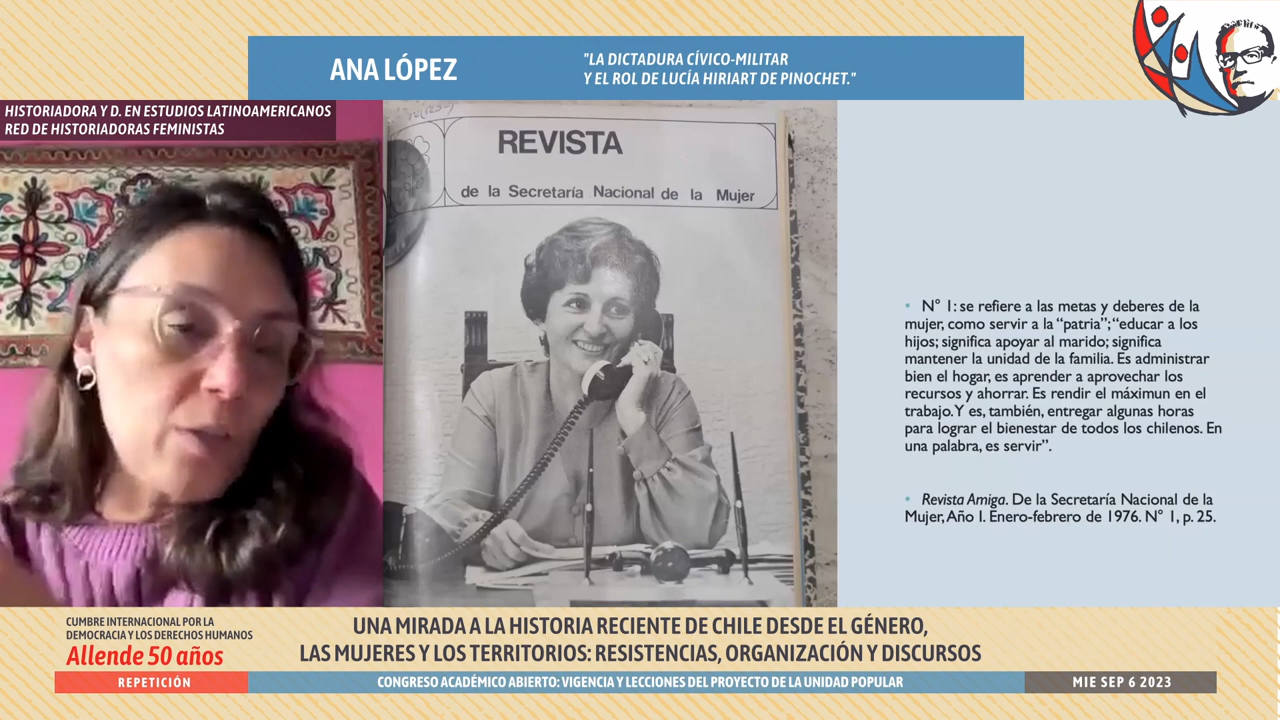 ANA LÓPEZ
"LA DICTADURA CÍVICO-MILITAR
Y EL ROL DE LUCÍA HIRIART DE PINOCHET."
HISTORIADORA Y D. EN ESTUDIOS LATINOAMERICANOS
RED DE HISTORIADORAS FEMINISTAS
REVISTA
de la Secretaría Nacional de la Mujer
• N° 1: se refiere a las metas y deberes de la
mujer, como servir a la "patria"; "educar a los
hijos; significa apoyar al marido; significa
mantener la unidad de la familia. Es administrar
bien el hogar, es aprender a aprovechar los
recursos y ahorrar. Es rendir el máximun en el
trabajo. Y es, también, entregar algunas horas
para lograr el bienestar de todos los chilenos. En
una palabra, es servir".
• Revista Amiga. De la Secretaría Nacional de la
Mujer, Año I. Enero-febrero de 1976. N° 1, p. 25.
CUMBRE INTERNACIONAL POR LA
DEMOCRACIA Y LOS DERECHOS HUMANOS
Allende 50 años
UNA MIRADA A LA HISTORIA RECIENTE DE CHILE DESDE EL GÉNERO,
LAS MUJERES Y LOS TERRITORIOS: RESISTENCIAS, ORGANIZACIÓN Y DISCURSOS
REPETICIÓN
CONGRESO ACADÉMICO ABIERTO: VIGENCIA Y LECCIONES DEL PROYECTO DE LA UNIDAD POPULAR
MIE SEP 6 2023